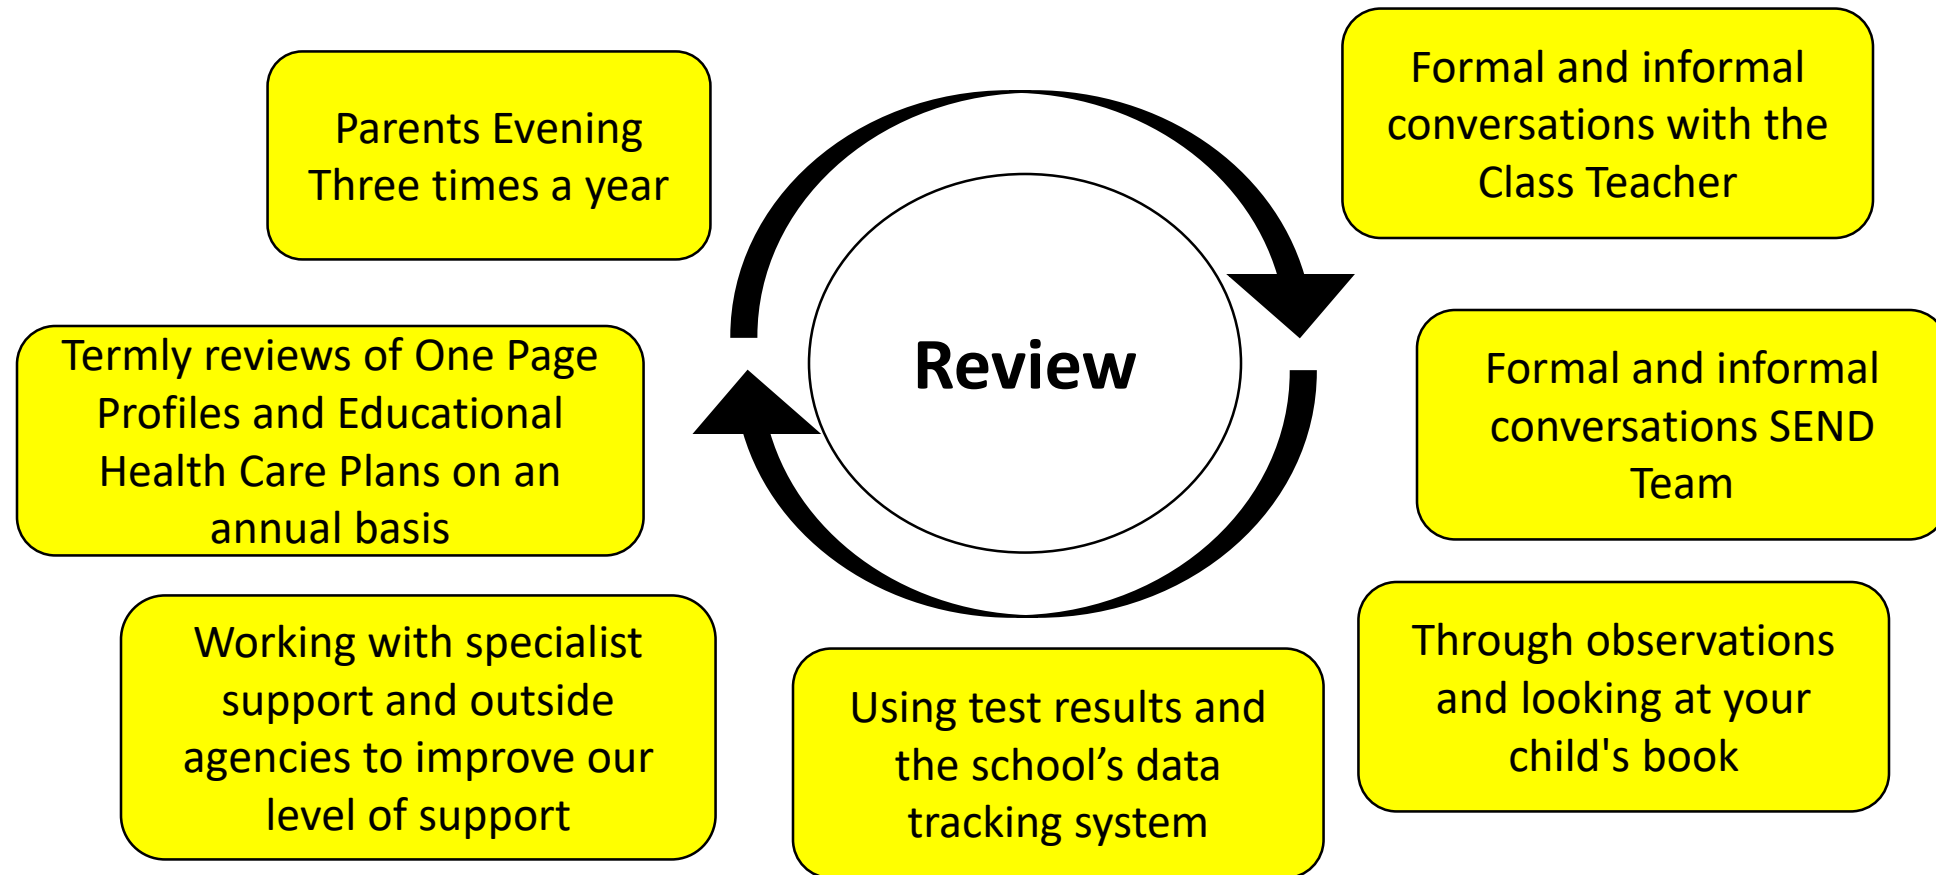 Parents Evening
Three times a year
Formal and informal
conversations with the
Class Teacher
Review
Termly reviews of One Page
Profiles and Educational
Health Care Plans on an
annual basis
Formal and informal
conversations SEND
Team
Working with specialist
support and outside
agencies to improve our
level of support
Using test results and
the school’s data
tracking system
Through observations
and looking at your
child's book